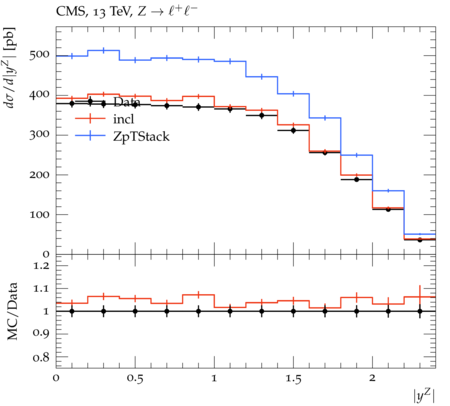 CMS, 13 TeV, Z → ℓ⁺ℓ⁻
dσ/d|y^Z| [pb]
500
400
300
200
100
0
Data
incl
ZpTStack
MC/Data
1.2
1.1
1
0.9
0.8
0 0.5 1 1.5 2
|y^Z|